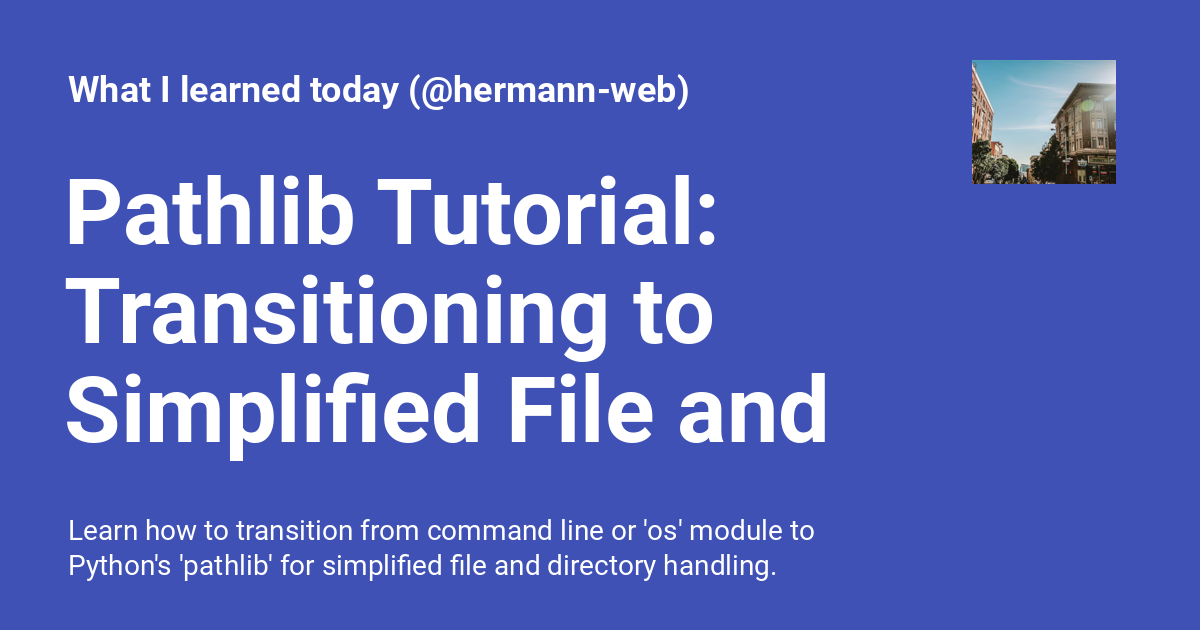 What I learned today (@hermann-web)
Pathlib Tutorial:
Transitioning to
Simplified File and
Learn how to transition from command line or 'os' module to
Python's 'pathlib' for simplified file and directory handling.